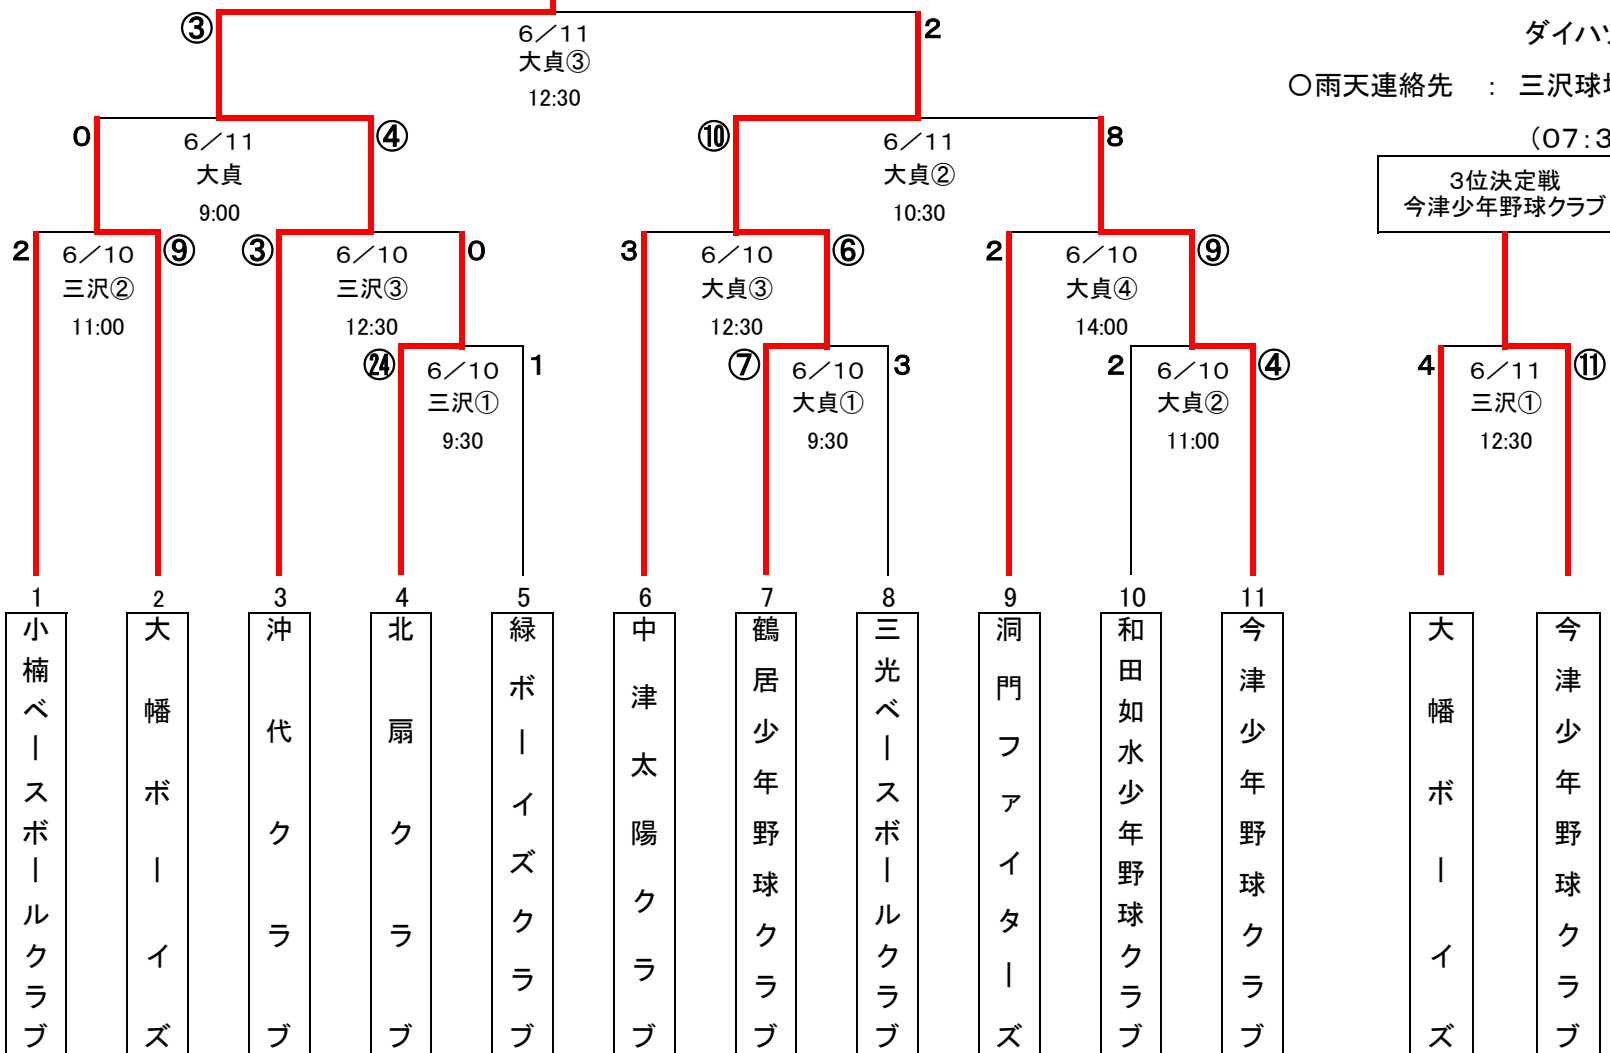 ③
2
6／11
大貞③
12:30
ダイハツ
〇雨天連絡先 ： 三沢球場
（07：3
0
④
6／11
大貞
9:00
⑩
8
6／11
大貞②
10:30
3位決定戦
今津少年野球クラブ
2
⑨
6／10
三沢②
11:00
③
0
6／10
三沢③
12:30
3
⑥
6／10
大貞③
12:30
2
⑨
6／10
大貞④
14:00
㉔
1
6／10
三沢①
9:30
⑦
3
6／10
大貞①
9:30
2
④
6／10
大貞②
11:00
4
⑪
6／11
三沢①
12:30
1
小楠ベースボールクラブ
2
大幡ボーイズ
3
沖代クラブ
4
北扇クラブ
5
緑ボーイズクラブ
6
中津太陽クラブ
7
鶴居少年野球クラブ
8
三光ベースボールクラブ
9
洞門ファイターズ
10
和田如水少年野球クラブ
11
今津少年野球クラブ
大幡ボーイズ
今津少年野球クラブ